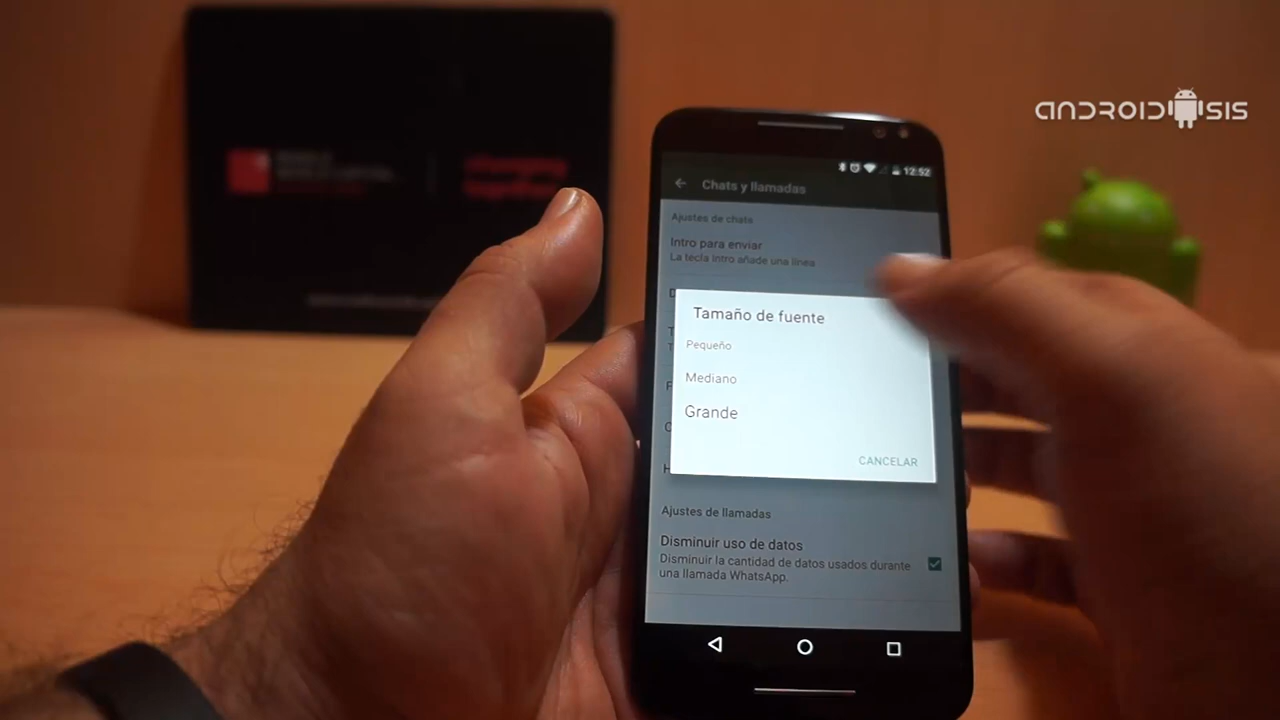 ANDROIDSIS
12:52
Chats y llamadas
Ajustes de chat
Intro para enviar
La tecla Intro añade una línea
Tamaño de fuente
Pequeño
Mediano
Grande
CANCELAR
Ajustes de llamadas
Disminuir uso de datos
Disminuir la cantidad de datos usados durante
una llamada WhatsApp.